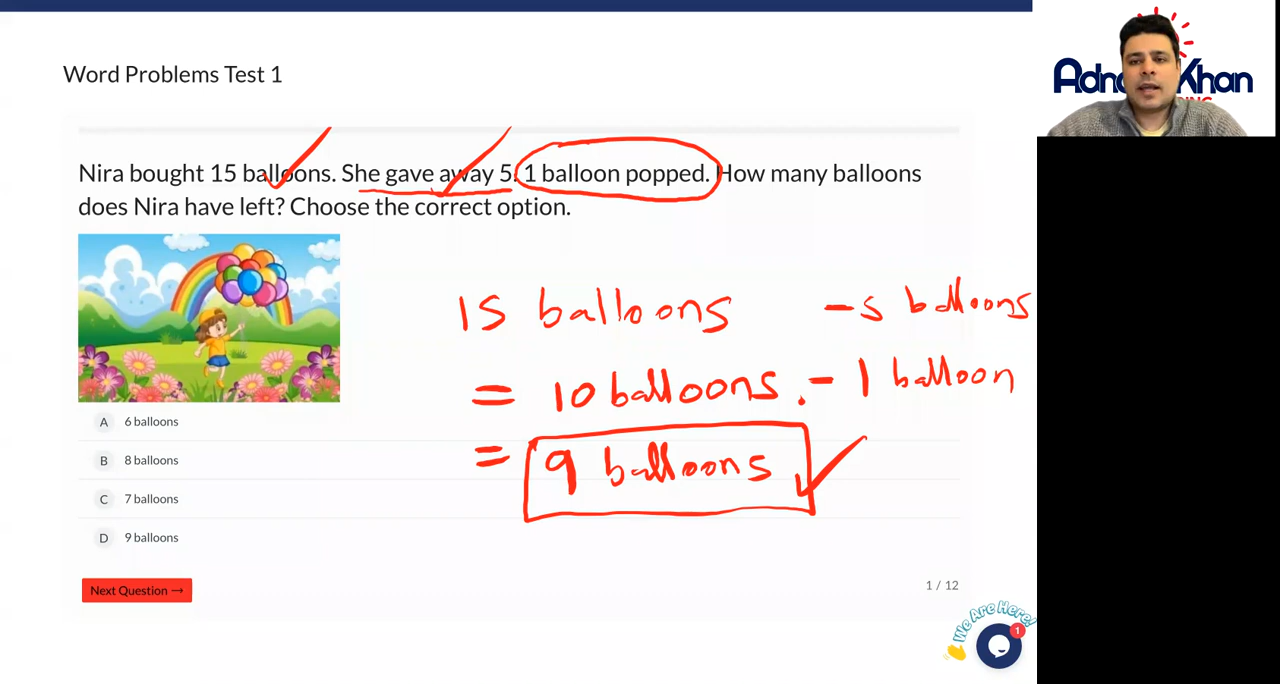 Adna Khan
Word Problems Test 1
Nira bought 15 balloons. She gave away 5. 1 balloon popped. How many balloons
does Nira have left? Choose the correct option.
15 balloons - 5 balloons
= 10 balloons. - 1 balloon
= 9 balloons
A 6 balloons
B 8 balloons
C 7 balloons
D 9 balloons
Next Question →
1 / 12
We Are Here!
1